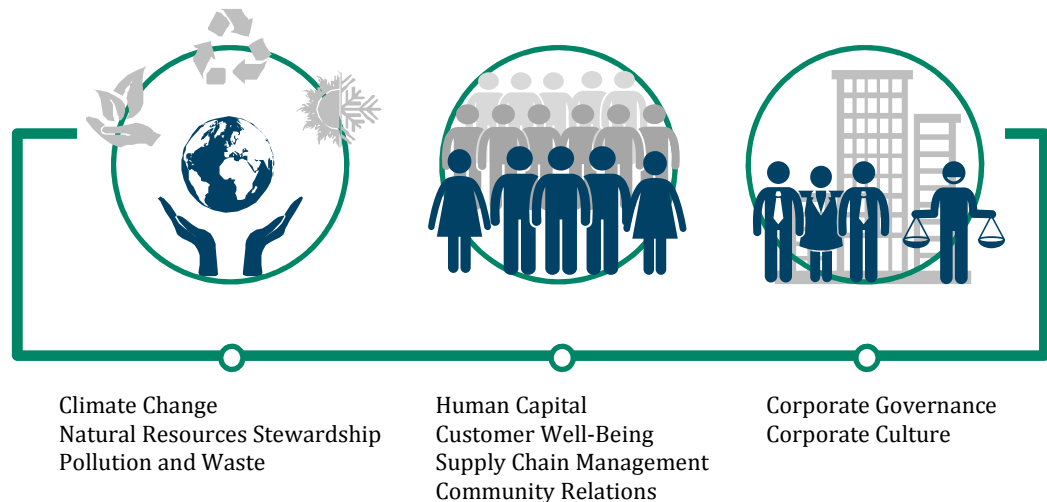 Climate Change
Natural Resources Stewardship
Pollution and Waste
Human Capital
Customer Well-Being
Supply Chain Management
Community Relations
Corporate Governance
Corporate Culture